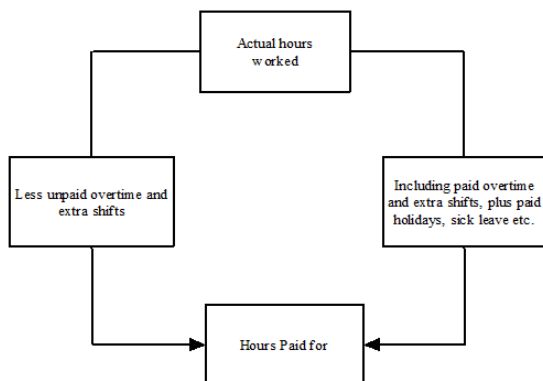 Actual hours
worked
Less unpaid overtime and
extra shifts
Including paid overtime
and extra shifts, plus paid
holidays, sick leave etc.
Hours Paid for